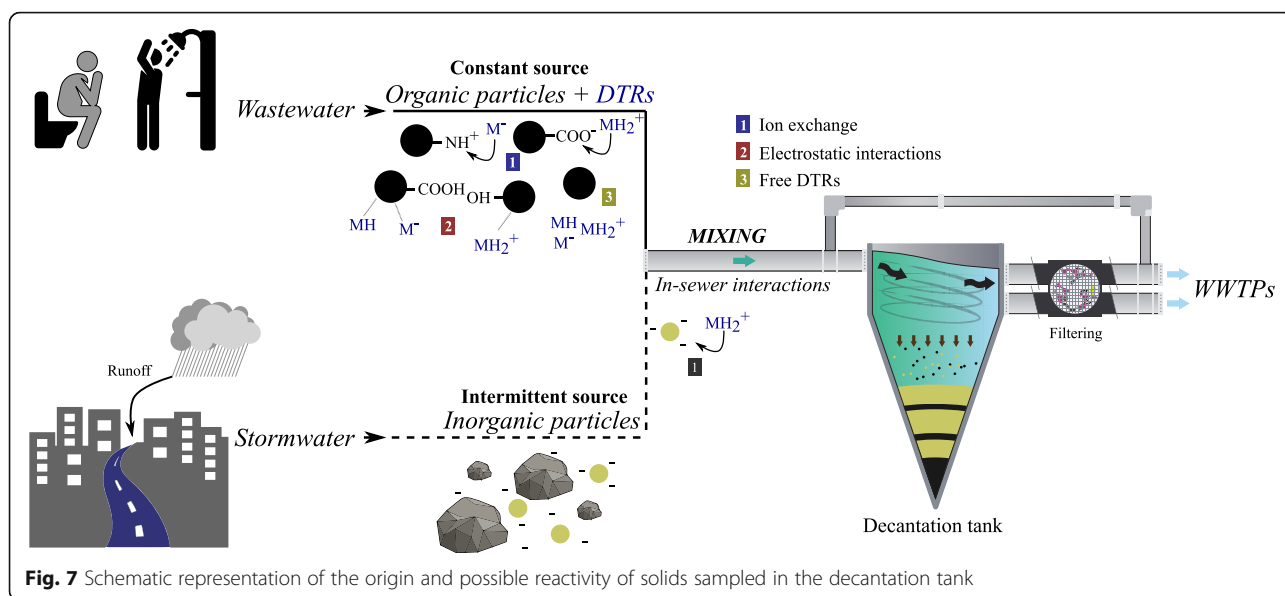 Constant source
Wastewater
Organic particles + DTRs
NH⁺
M⁻
1
COO⁻
MH2⁺
COOH
OH
MH
M⁻
2
MH2⁺
3
MH
MH2⁺
M⁻
1 Ion exchange
2 Electrostatic interactions
3 Free DTRs
MIXING
In-sewer interactions
WWTPs
Filtering
- -
-
MH2⁺
1
Runoff
Intermittent source
Inorganic particles
Stormwater
- - - - - - - - - - - -
Decantation tank
Fig. 7 Schematic representation of the origin and possible reactivity of solids sampled in the decantation tank